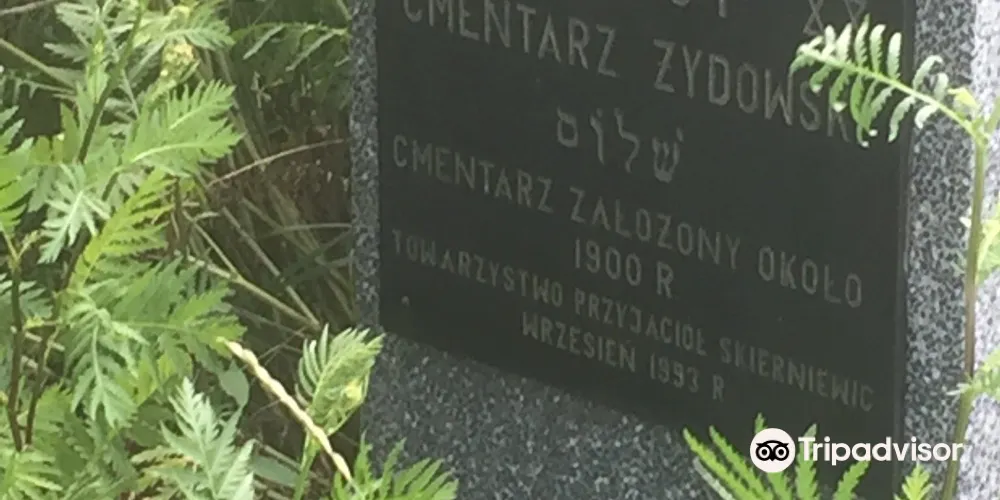 CMENTARZ ŻYDOWSKI
שלום
CMENTARZ ZAŁOŻONY OKOŁO
1900 R
TOWARZYSTWO PRZYJACIÓŁ SKIERNIEWIC
WRZESIEŃ 1993 R
Tripadvisor